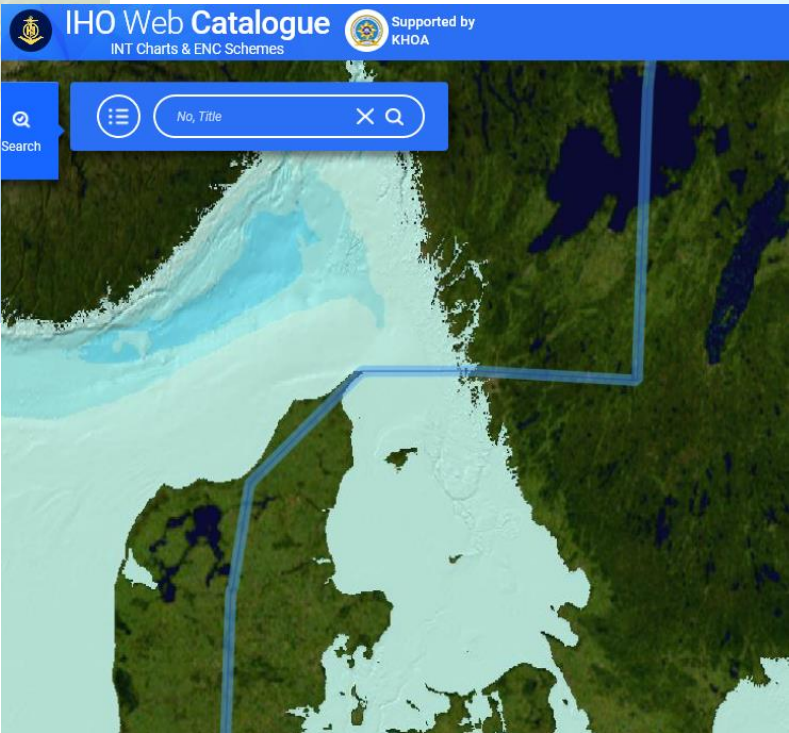 IHO Web Catalogue
INT Charts & ENC Schemes
Supported by
KHOA
Search
No, Title